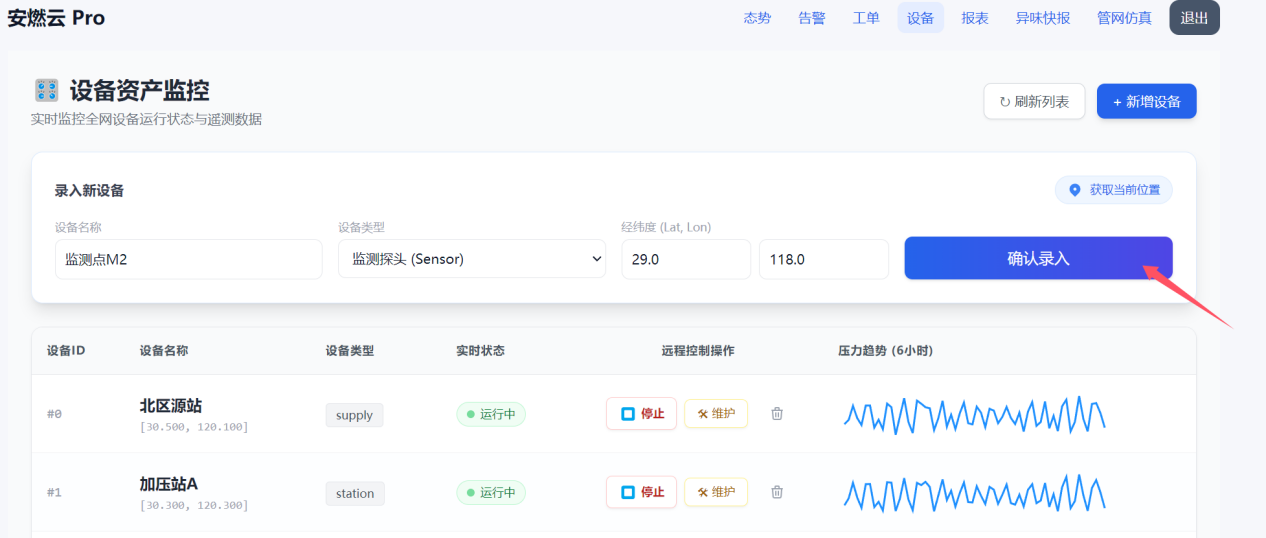 安燃云 Pro
态势 告警 工单 设备 报表 异味快报 管网仿真 退出
设备资产监控
实时监控全网设备运行状态与遥测数据
↻ 刷新列表 + 新增设备
录入新设备
获取当前位置
设备名称 设备类型 经纬度 (Lat, Lon)
监测点M2 监测探头 (Sensor) 29.0 118.0 确认录入
设备ID 设备名称 设备类型 实时状态 远程控制操作 压力趋势 (6小时)
#0 北区源站 supply 运行中 停止 维护
[30.500, 120.100]
#1 加压站A station 运行中 停止 维护
[30.300, 120.300]